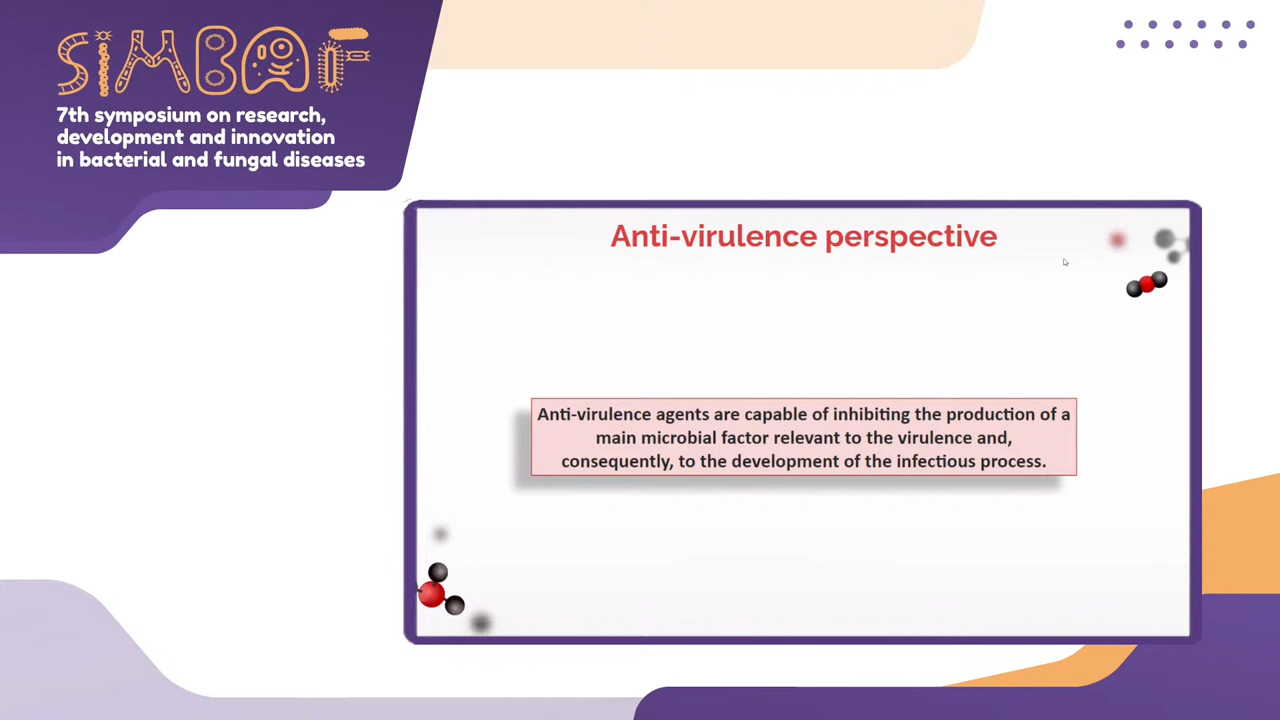 SIMBAF
7th symposium on research,
development and innovation
in bacterial and fungal diseases
Anti-virulence perspective
Anti-virulence agents are capable of inhibiting the production of a
main microbial factor relevant to the virulence and,
consequently, to the development of the infectious process.